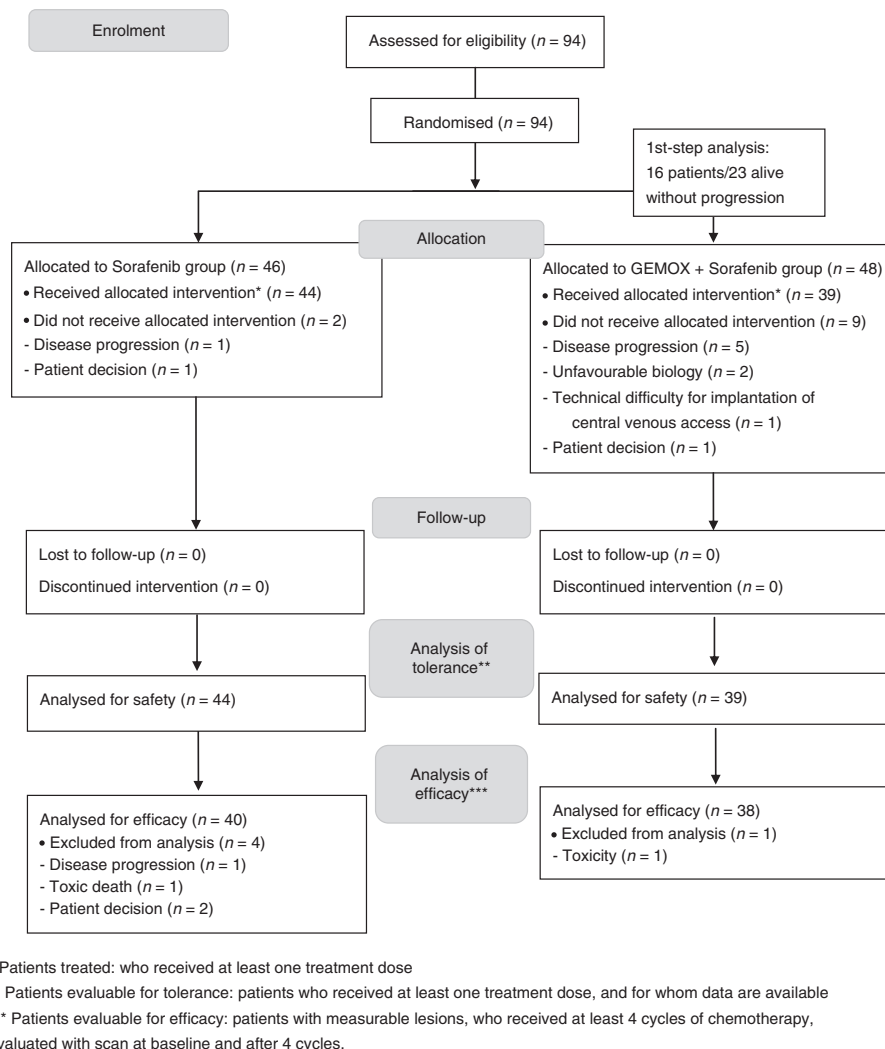 Enrolment
Assessed for eligibility (n = 94)
Randomised (n = 94)
1st-step analysis:
16 patients/23 alive
without progression
Allocation
Allocated to Sorafenib group (n = 46)
• Received allocated intervention* (n = 44)
• Did not receive allocated intervention (n = 2)
- Disease progression (n = 1)
- Patient decision (n = 1)
Allocated to GEMOX + Sorafenib group (n = 48)
• Received allocated intervention* (n = 39)
• Did not receive allocated intervention (n = 9)
- Disease progression (n = 5)
- Unfavourable biology (n = 2)
- Technical difficulty for implantation of
central venous access (n = 1)
- Patient decision (n = 1)
Follow-up
Lost to follow-up (n = 0)
Discontinued intervention (n = 0)
Lost to follow-up (n = 0)
Discontinued intervention (n = 0)
Analysis of
tolerance**
Analysed for safety (n = 44)
Analysed for safety (n = 39)
Analysis of
efficacy***
Analysed for efficacy (n = 40)
• Excluded from analysis (n = 4)
- Disease progression (n = 1)
- Toxic death (n = 1)
- Patient decision (n = 2)
Analysed for efficacy (n = 38)
• Excluded from analysis (n = 1)
- Toxicity (n = 1)
Patients treated: who received at least one treatment dose
Patients evaluable for tolerance: patients who received at least one treatment dose, and for whom data are available
* Patients evaluable for efficacy: patients with measurable lesions, who received at least 4 cycles of chemotherapy,
valuated with scan at baseline and after 4 cycles.